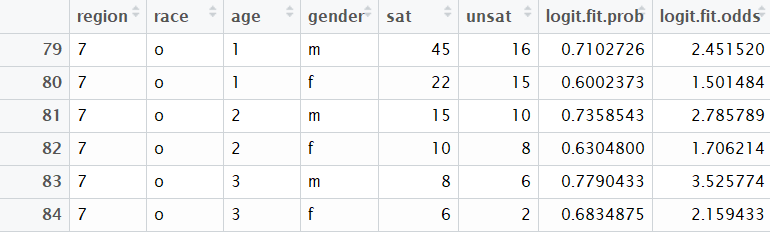 region race age gender sat unsat logit.fit.prob logit.fit.odds
79 7 o 1 m 45 16 0.7102726 2.451520
80 7 o 1 f 22 15 0.6002373 1.501484
81 7 o 2 m 15 10 0.7358543 2.785789
82 7 o 2 f 10 8 0.6304800 1.706214
83 7 o 3 m 8 6 0.7790433 3.525774
84 7 o 3 f 6 2 0.6834875 2.159433